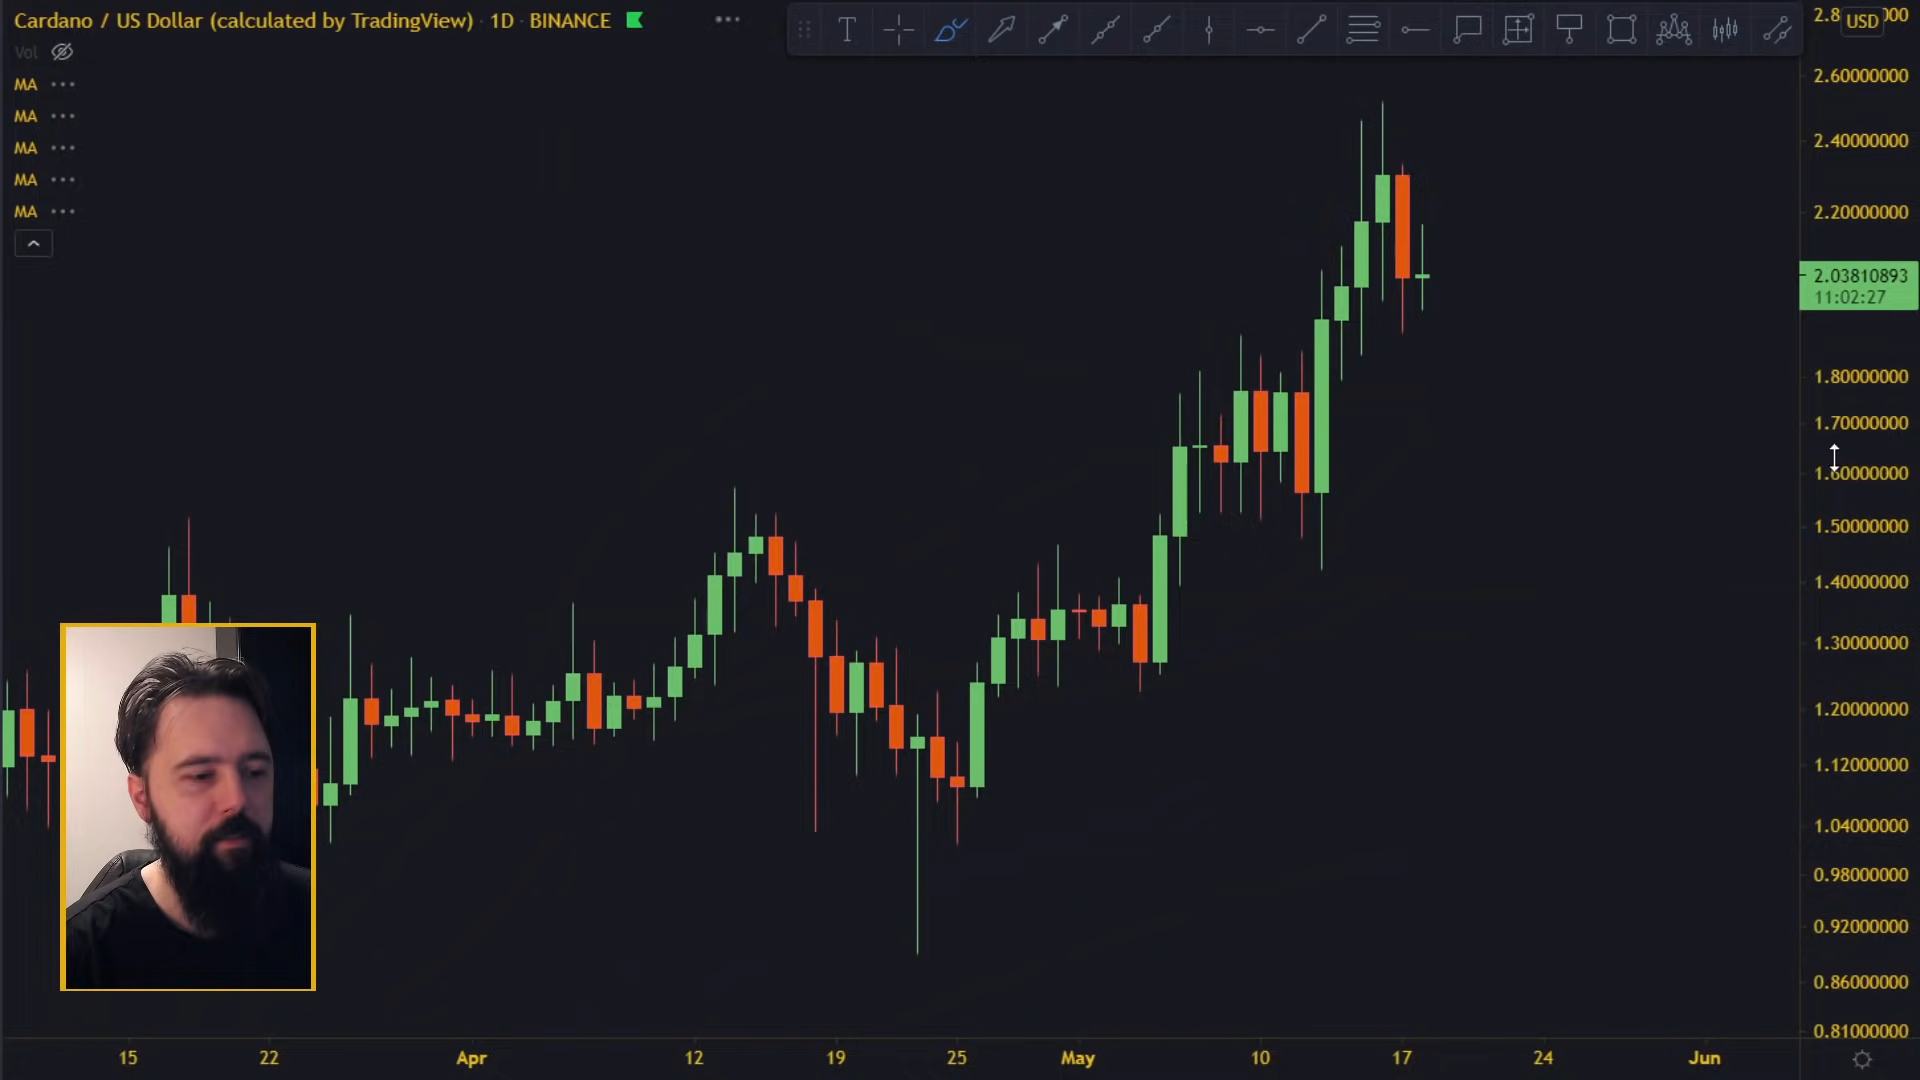 Cardano / US Dollar (calculated by TradingView) · 1D · BINANCE
Vol
MA
MA
MA
MA
MA
T
USD
2.60000000
2.40000000
2.20000000
2.03810893
11:02:27
1.80000000
1.70000000
1.60000000
1.50000000
1.40000000
1.30000000
1.20000000
1.12000000
1.04000000
0.98000000
0.92000000
0.86000000
0.81000000
15 22 Apr 12 19 25 May 10 17 24 Jun